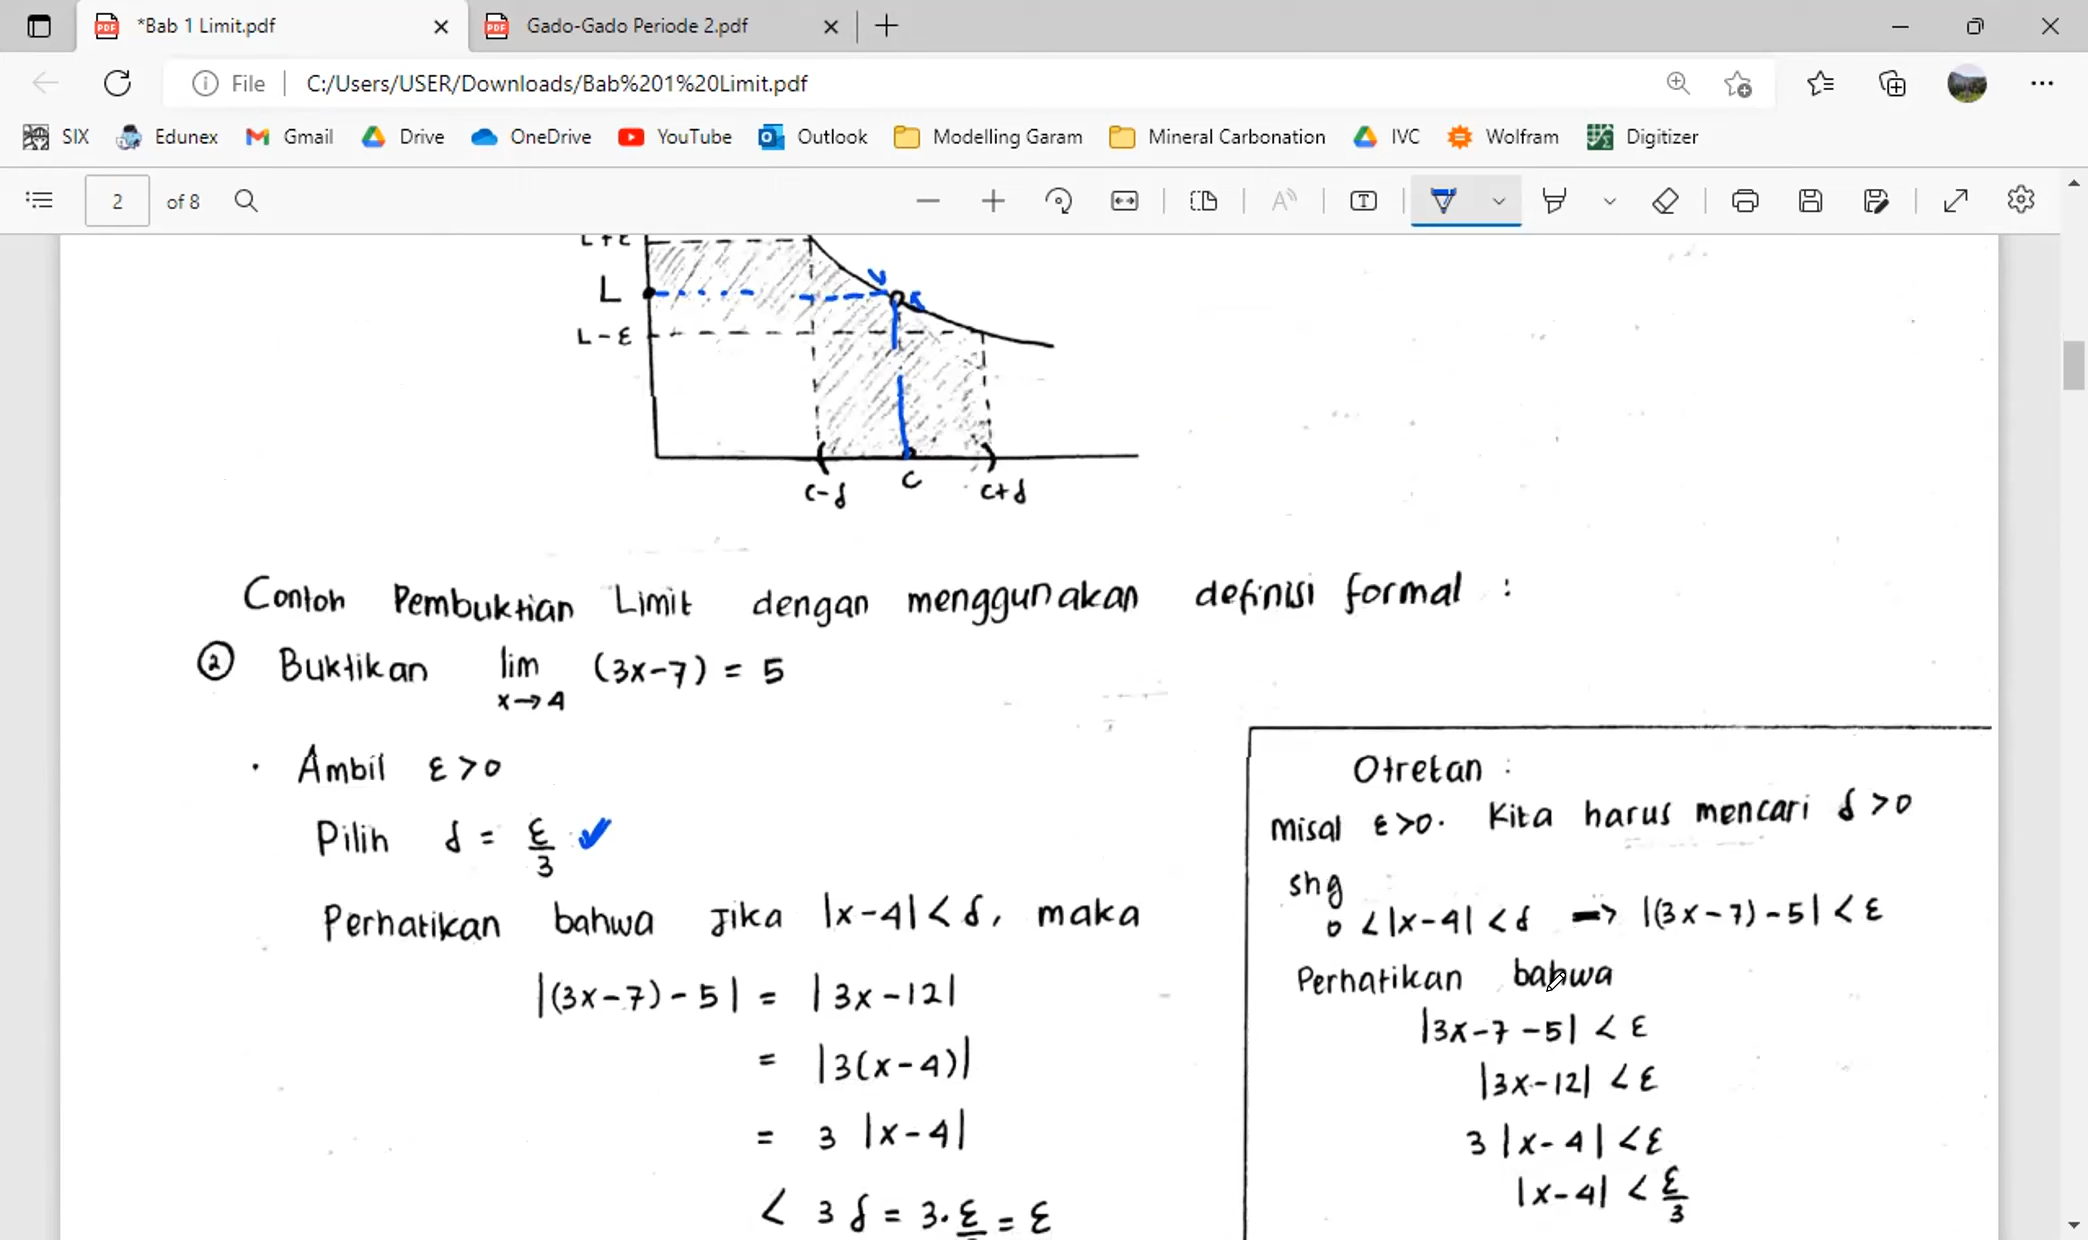 *Bab 1 Limit.pdf
Gado-Gado Periode 2.pdf
File
C:/Users/USER/Downloads/Bab%201%20Limit.pdf
SIX Edunex Gmail Drive OneDrive YouTube Outlook Modelling Garam Mineral Carbonation IVC Wolfram Digitizer
2 of 8
L+ε
L
L-ε
c-δ c c+δ
Contoh Pembuktian Limit dengan menggunakan definisi formal :
② Buktikan lim (3x-7) = 5
x→4
· Ambil ε>0
Pilih δ = ε/3 ✓
Perhatikan bahwa jika |x-4| < δ, maka
|(3x-7)-5| = |3x-12|
= |3(x-4)|
= 3 |x-4|
< 3δ = 3·ε = ε
Otretan :
Misal ε>0. Kita harus mencari δ>0
shg
0 <|x-4| < δ → |(3x-7)-5| < ε
Perhatikan bahwa
|3x-7-5| < ε
|3x-12| < ε
3 |x-4| < ε
|x-4| < ε/3